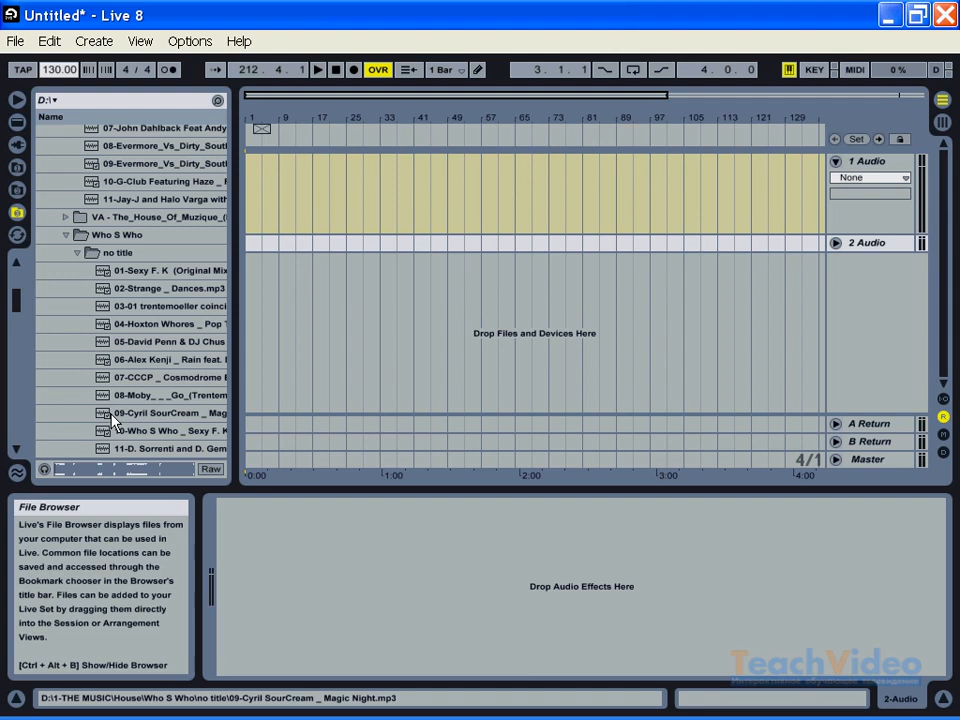 Untitled* - Live 8
File Edit Create View Options Help
TAP 130.00 4 / 4 212 . 4 . 1 OVR 1 Bar 3 . 1 . 1 4 . 0 . 0 KEY MIDI 0 % D
D:\
Name
07-John Dahlback Feat Andy
08-Evermore_Vs_Dirty_Sout
09-Evermore_Vs_Dirty_Sout
10-G-Club Featuring Haze _
11-Jay-J and Halo Varga with
VA - The_House_Of_Muzique_(
Who S Who
no title
01-Sexy F. K (Original Mix
02-Strange _ Dances.mp3
03-01 trentemoeller coinci
04-Hoxton Whores _ Pop
05-David Penn & DJ Chus
06-Alex Kenji _ Rain feat.
07-CCCP _ Cosmodrome
08-Moby_ _ _Go_(Trentem
09-Cyril SourCream _ Mag
10-Who S Who _ Sexy F. K
11-D. Sorrenti and D. Gem
Raw
1 9 17 25 33 41 49 57 65 73 81 89 97 105 113 121 129
Set
1 Audio
None
2 Audio
Drop Files and Devices Here
A Return
B Return
4/1 Master
0:00 1:00 2:00 3:00 4:00
File Browser
Live's File Browser displays files from
your computer that can be used in
Live. Common file locations can be
saved and accessed through the
Bookmark chooser in the Browser's
title bar. Files can be added to your
Live Set by dragging them directly
into the Session or Arrangement
Views.
[Ctrl + Alt + B] Show/Hide Browser
Drop Audio Effects Here
TeachVideo
Интерактивное обучающее телевидение
D:\1-THE MUSIC\House\Who S Who\no title\09-Cyril SourCream _ Magic Night.mp3
2-Audio